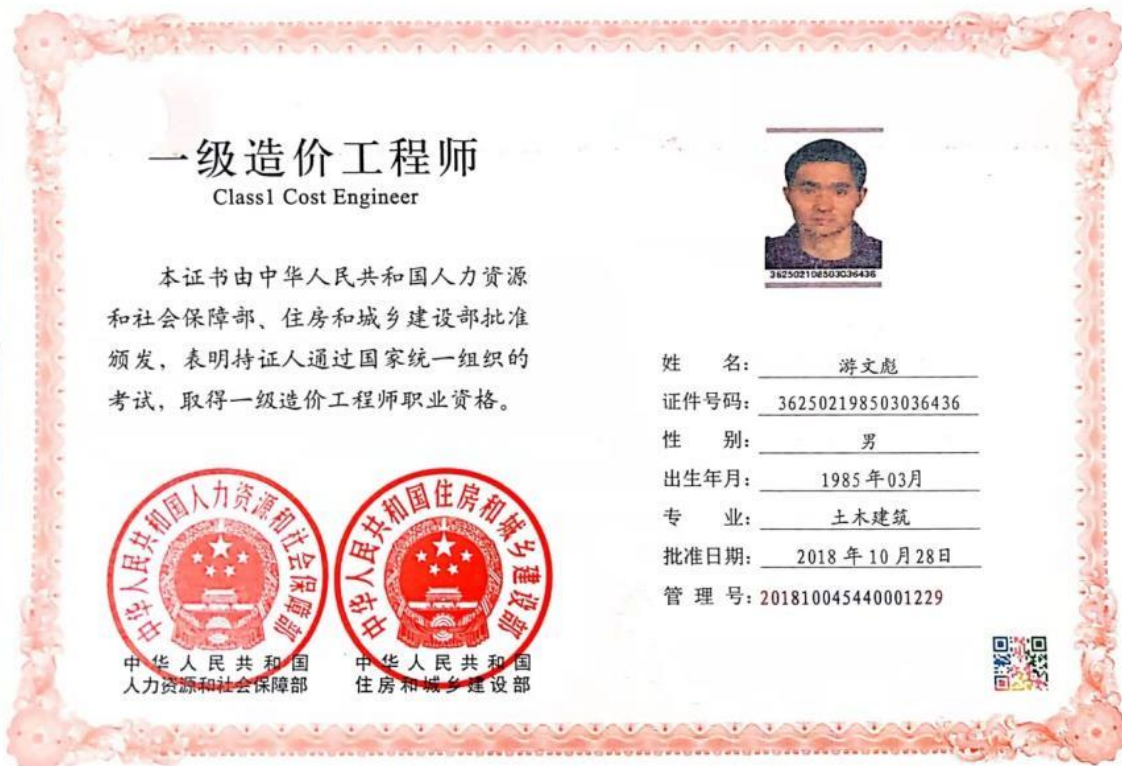 一级造价工程师
Class1 Cost Engineer
本证书由中华人民共和国人力资源
和社会保障部、住房和城乡建设部批准
颁发，表明持证人通过国家统一组织的
考试，取得一级造价工程师职业资格。
中华人民共和国人力资源和社会保障部
中华人民共和国
人力资源和社会保障部
中华人民共和国住房和城乡建设部
中华人民共和国
住房和城乡建设部
362502198503036436
姓 名：游文彪
证件号码：362502198503036436
性 别：男
出生年月：1985年03月
专 业：土木建筑
批准日期：2018年10月28日
管 理 号：201810045440001229